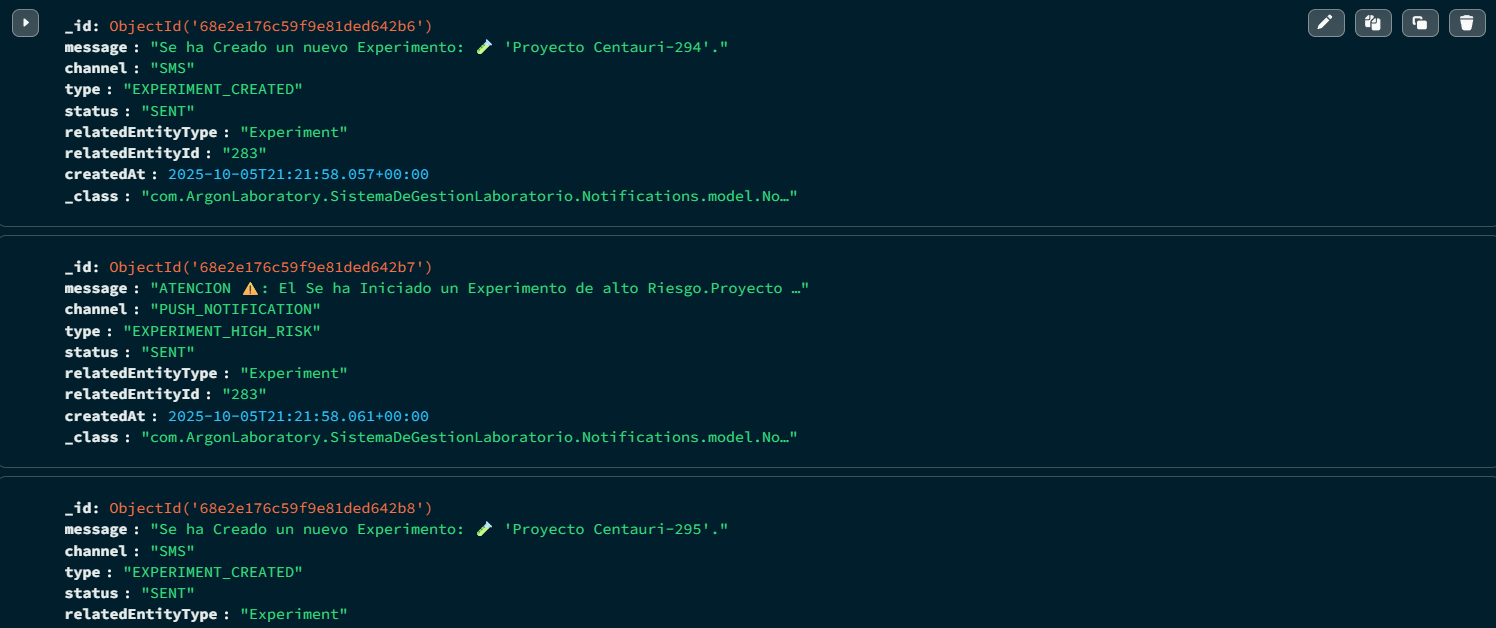 _id: ObjectId('68e2e176c59f9e81ded642b6')
message : "Se ha Creado un nuevo Experimento: 🧪 'Proyecto Centauri-294'."
channel : "SMS"
type : "EXPERIMENT_CREATED"
status : "SENT"
relatedEntityType : "Experiment"
relatedEntityId : "283"
createdAt : 2025-10-05T21:21:58.057+00:00
_class : "com.ArgonLaboratory.SistemaDeGestionLaboratorio.Notifications.model.No…"
_id: ObjectId('68e2e176c59f9e81ded642b7')
message : "ATENCION ⚠️: El Se ha Iniciado un Experimento de alto Riesgo.Proyecto …"
channel : "PUSH_NOTIFICATION"
type : "EXPERIMENT_HIGH_RISK"
status : "SENT"
relatedEntityType : "Experiment"
relatedEntityId : "283"
createdAt : 2025-10-05T21:21:58.061+00:00
_class : "com.ArgonLaboratory.SistemaDeGestionLaboratorio.Notifications.model.No…"
_id: ObjectId('68e2e176c59f9e81ded642b8')
message : "Se ha Creado un nuevo Experimento: 🧪 'Proyecto Centauri-295'."
channel : "SMS"
type : "EXPERIMENT_CREATED"
status : "SENT"
relatedEntityType : "Experiment"